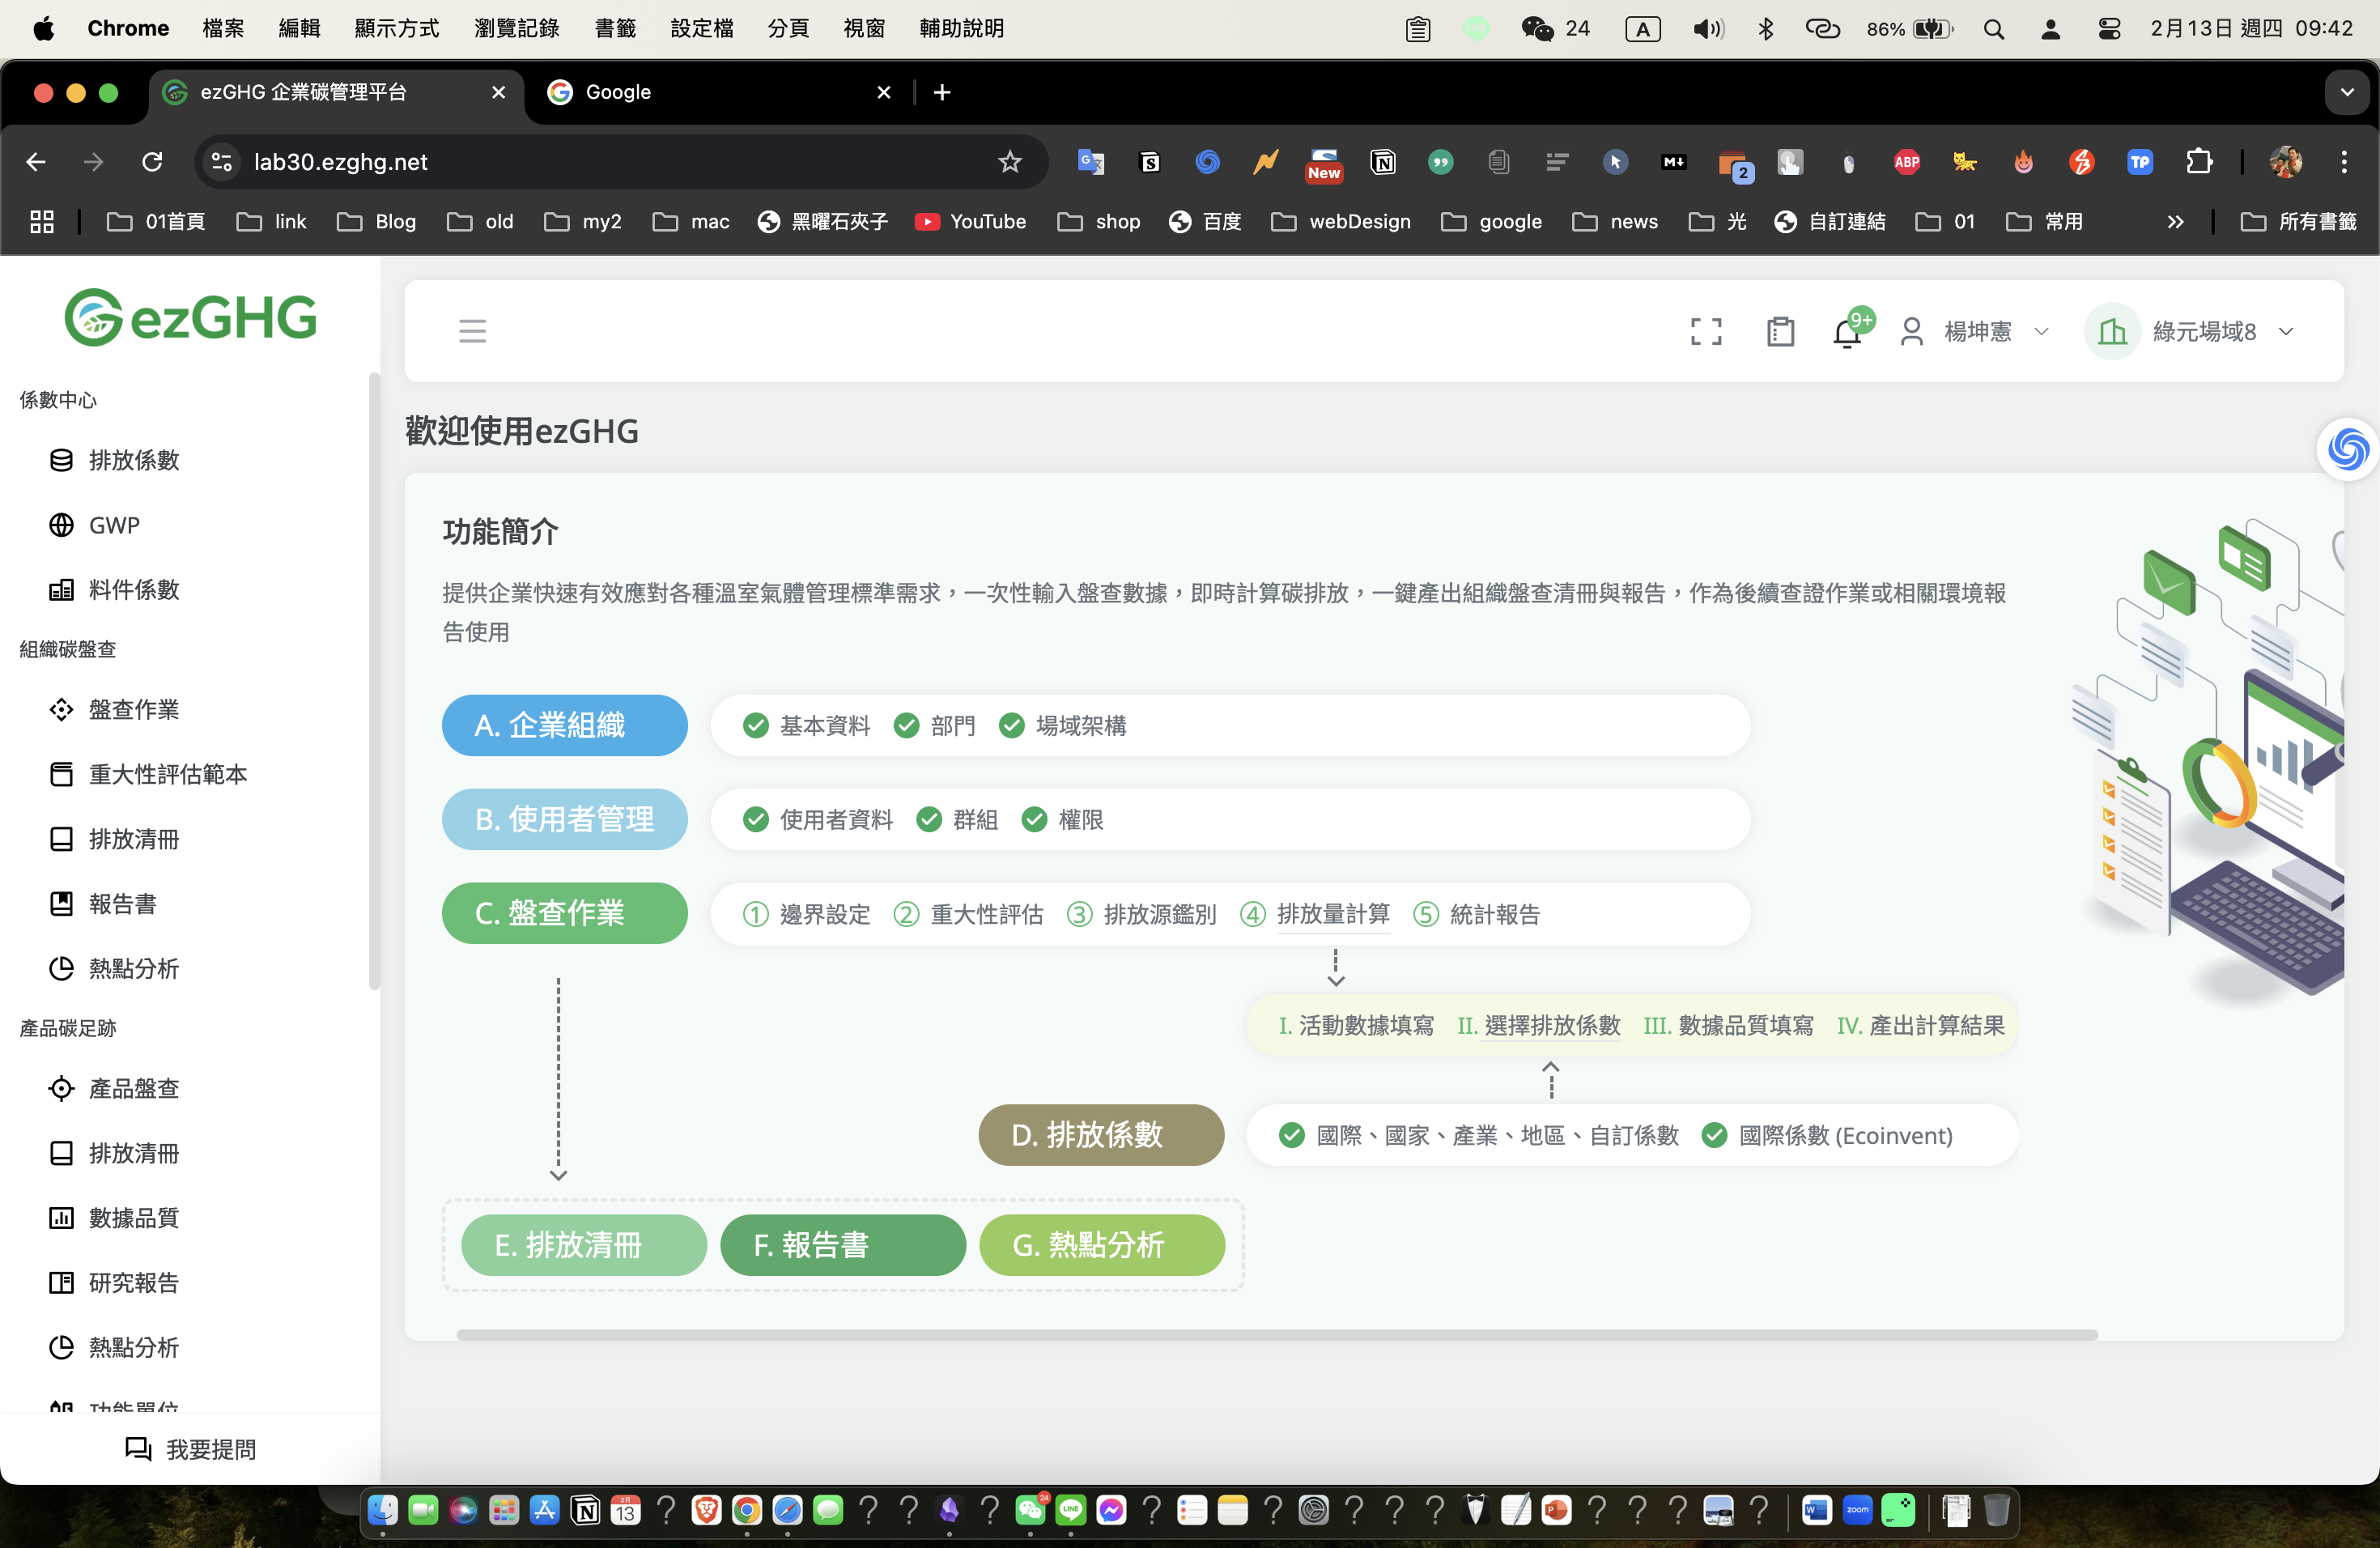 Chrome 檔案 編輯 顯示方式 瀏覽記錄 書籤 設定檔 分頁 視窗 輔助說明 24 A 86% 2月13日 週四 09:42
ezGHG 企業碳管理平台 Google
lab30.ezghg.net New 2 ABP TP
01首頁 link Blog old my2 mac 黑曜石夾子 YouTube shop 百度 webDesign google news 光 自訂連結 01 常用 所有書籤
ezGHG
9+ 楊坤憲 綠元場域8
係數中心
排放係數
GWP
料件係數
組織碳盤查
盤查作業
重大性評估範本
排放清冊
報告書
熱點分析
產品碳足跡
產品盤查
排放清冊
數據品質
研究報告
熱點分析
功能單位
我要提問
歡迎使用ezGHG
功能簡介
提供企業快速有效應對各種溫室氣體管理標準需求，一次性輸入盤查數據，即時計算碳排放，一鍵產出組織盤查清冊與報告，作為後續查證作業或相關環境報
告使用
A. 企業組織 基本資料 部門 場域架構
B. 使用者管理 使用者資料 群組 權限
C. 盤查作業 ① 邊界設定 ② 重大性評估 ③ 排放源鑑別 ④ 排放量計算 ⑤ 統計報告
I. 活動數據填寫 II. 選擇排放係數 III. 數據品質填寫 IV. 產出計算結果
D. 排放係數 國際、國家、產業、地區、自訂係數 國際係數 (Ecoinvent)
E. 排放清冊 F. 報告書 G. 熱點分析
2月 13 24 LINE zoom